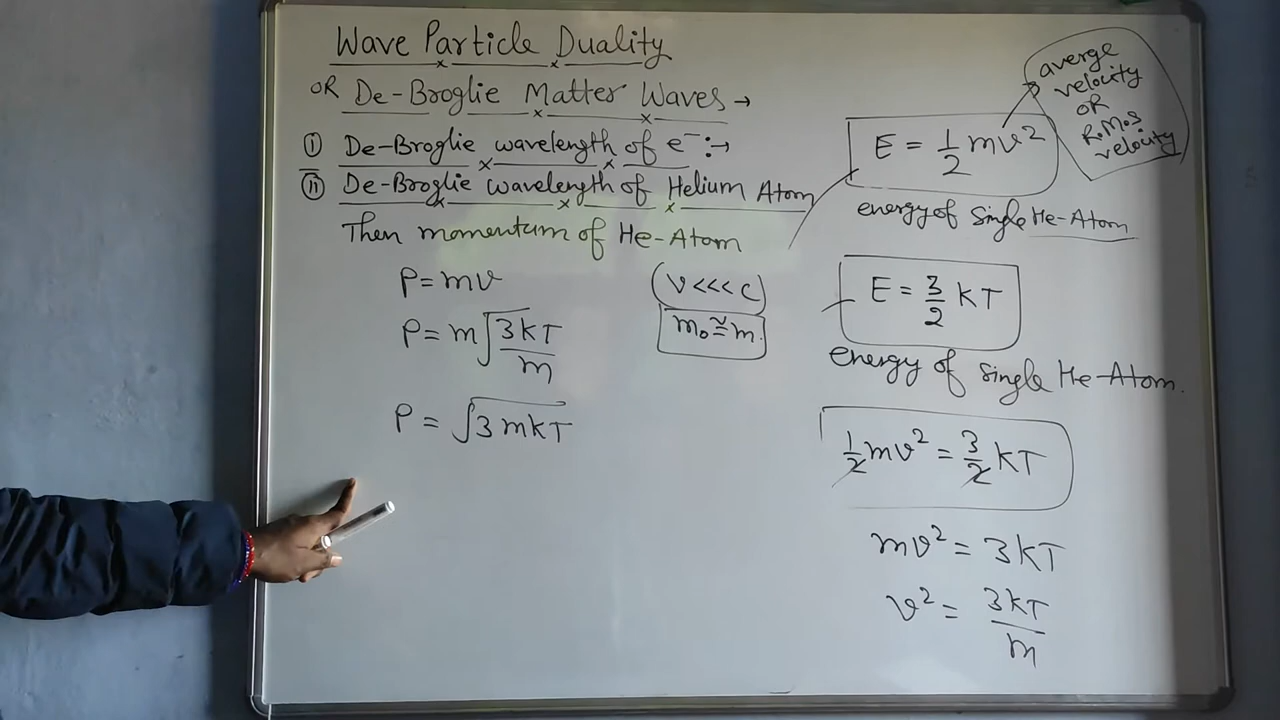 Wave Particle Duality
OR De-Broglie Matter Waves →
(i) De-Broglie wavelength of e⁻ :→
(ii) De-Broglie wavelength of Helium Atom
Then momentum of He-Atom
P = mv
(v <<< c)
P = m√(3kT/m)
m₀ ≅ m.
P = √3mkT
averge
velocity
OR
R.M.S
velocity
E = 1/2 mv²
energy of Single He-Atom
E = 3/2 KT
energy of Single He-Atom.
1/2 mv² = 3/2 KT
mv² = 3KT
v² = 3KT/m